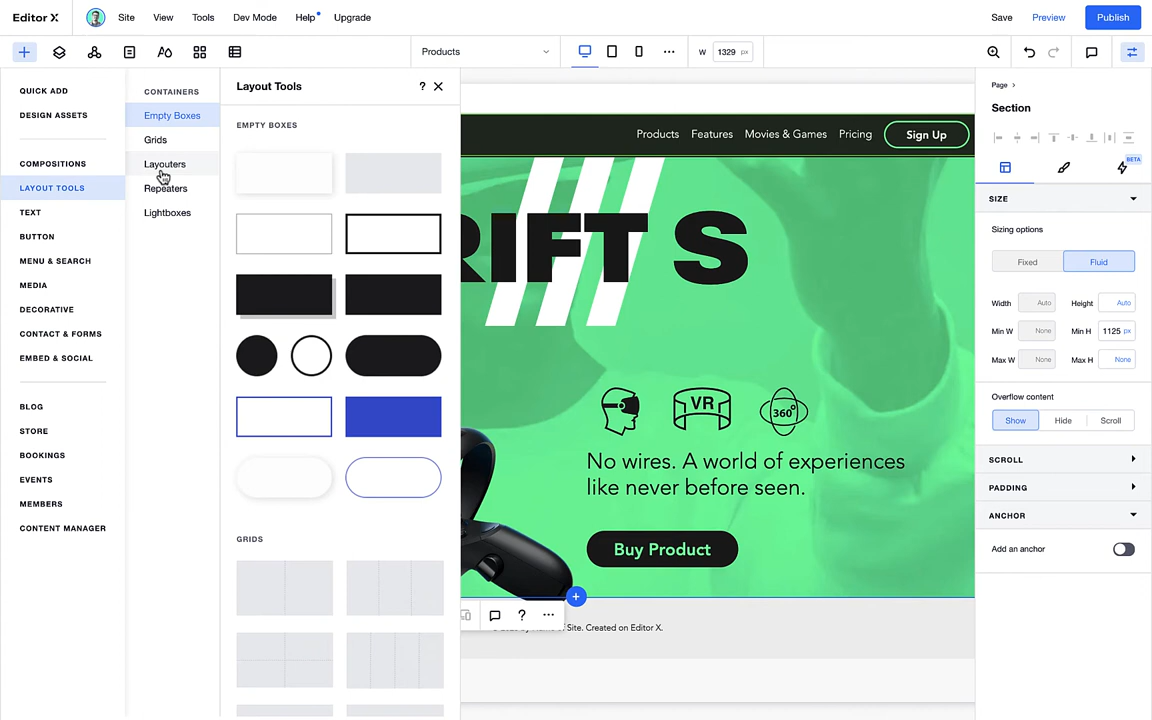 Editor X
Site
View
Tools
Dev Mode
Help
Upgrade
Save
Preview
Publish
Products
W
1329 px
QUICK ADD
DESIGN ASSETS
COMPOSITIONS
LAYOUT TOOLS
TEXT
BUTTON
MENU & SEARCH
MEDIA
DECORATIVE
CONTACT & FORMS
EMBED & SOCIAL
BLOG
STORE
BOOKINGS
EVENTS
MEMBERS
CONTENT MANAGER
CONTAINERS
Empty Boxes
Grids
Layouters
Repeaters
Lightboxes
Layout Tools
?
EMPTY BOXES
GRIDS
Products
Features
Movies & Games
Pricing
Sign Up
RIFT S
VR
360°
No wires. A world of experiences
like never before seen.
Buy Product
?
Site. Created on Editor X.
Page
Section
BETA
SIZE
Sizing options
Fixed
Fluid
Width Auto
Height Auto
Min W None
Min H 1125 px
Max W None
Max H None
Overflow content
Show
Hide
Scroll
SCROLL
PADDING
ANCHOR
Add an anchor